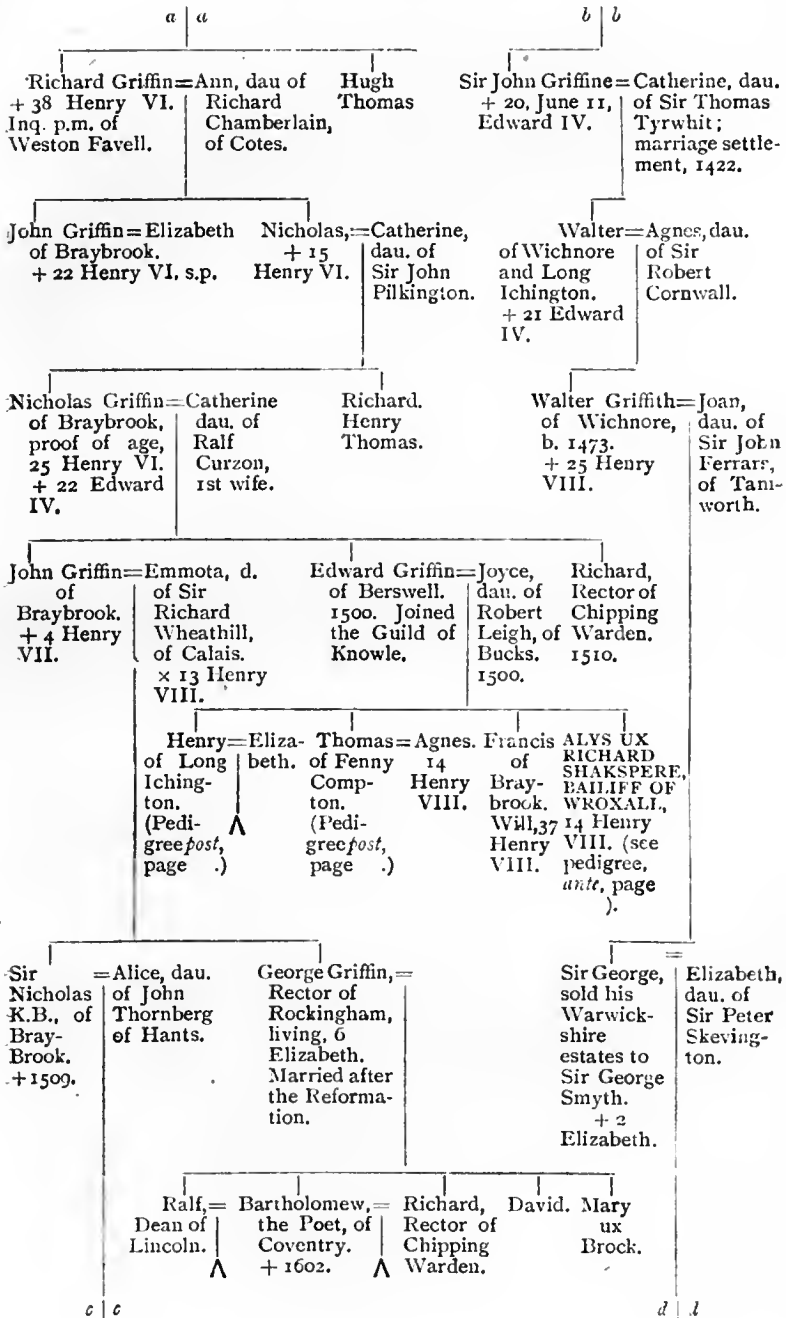 a | a
b | b
Richard Griffin=Ann, dau of
+ 38 Henry VI. Richard
Inq. p.m. of Chamberlain,
Weston Favell. of Cotes.
Hugh
Thomas
Sir John Griffine=Catherine, dau.
+ 20, June 11, of Sir Thomas
Edward IV. Tyrwhit;
marriage settle-
ment, 1422.
John Griffin=Elizabeth
of Braybrook.
+ 22 Henry VI. s.p.
Nicholas,=Catherine,
+ 15 dau. of
Henry VI. Sir John
Pilkington.
Walter=Agnes, dau.
of Wichnore of Sir
and Long Robert
Ichington. Cornwall.
+ 21 Edward
IV.
Nicholas Griffin=Catherine
of Braybrook, dau. of
proof of age, Ralf
25 Henry VI. Curzon,
+ 22 Edward 1st wife.
IV.
Richard.
Henry
Thomas.
Walter Griffith=Joan,
of Wichnore, dau. of
b. 1473. Sir John
+ 25 Henry Ferrars,
VIII. of Tam-
worth.
John Griffin=Emmota, d.
of of Sir
Braybrook. Richard
+ 4 Henry Wheathill,
VII. of Calais.
× 13 Henry
VIII.
Edward Griffin=Joyce,
of Berswell. dau. of
1500. Joined Robert
the Guild of Leigh, of
Knowle. Bucks.
1500.
Richard,
Rector of
Chipping
Warden.
1510.
Henry=Eliza-
of Long beth.
Iching-
ton.
(Pedi-
gree post,
page .)
Thomas=Agnes.
of Fenny 14
Comp- Henry
ton. VIII.
(Pedi-
gree post,
page .)
Francis
of
Bray-
brook.
Will, 37
Henry
VIII.
ALYS UX
RICHARD
SHAKSPERE,
BAILIFF OF
WROXALL,
14 Henry
VIII. (see
pedigree,
ante, page
).
Sir =Alice, dau.
Nicholas of John
K.B., of Thornberg
Bray- of Hants.
Brook.
+ 1509.
George Griffin,=
Rector of
Rockingham,
living, 6
Elizabeth.
Married after
the Reforma-
tion.
=
Sir George, Elizabeth,
sold his dau. of
Warwick- Sir Peter
shire Skeving-
estates to ton.
Sir George
Smyth.
+ 2
Elizabeth.
Ralf,=
Dean of
Lincoln.
Bartholomew,=
the Poet, of
Coventry.
+ 1602.
Richard,
Rector of
Chipping
Warden.
David.
Mary
ux
Brock.
c | c
d | d